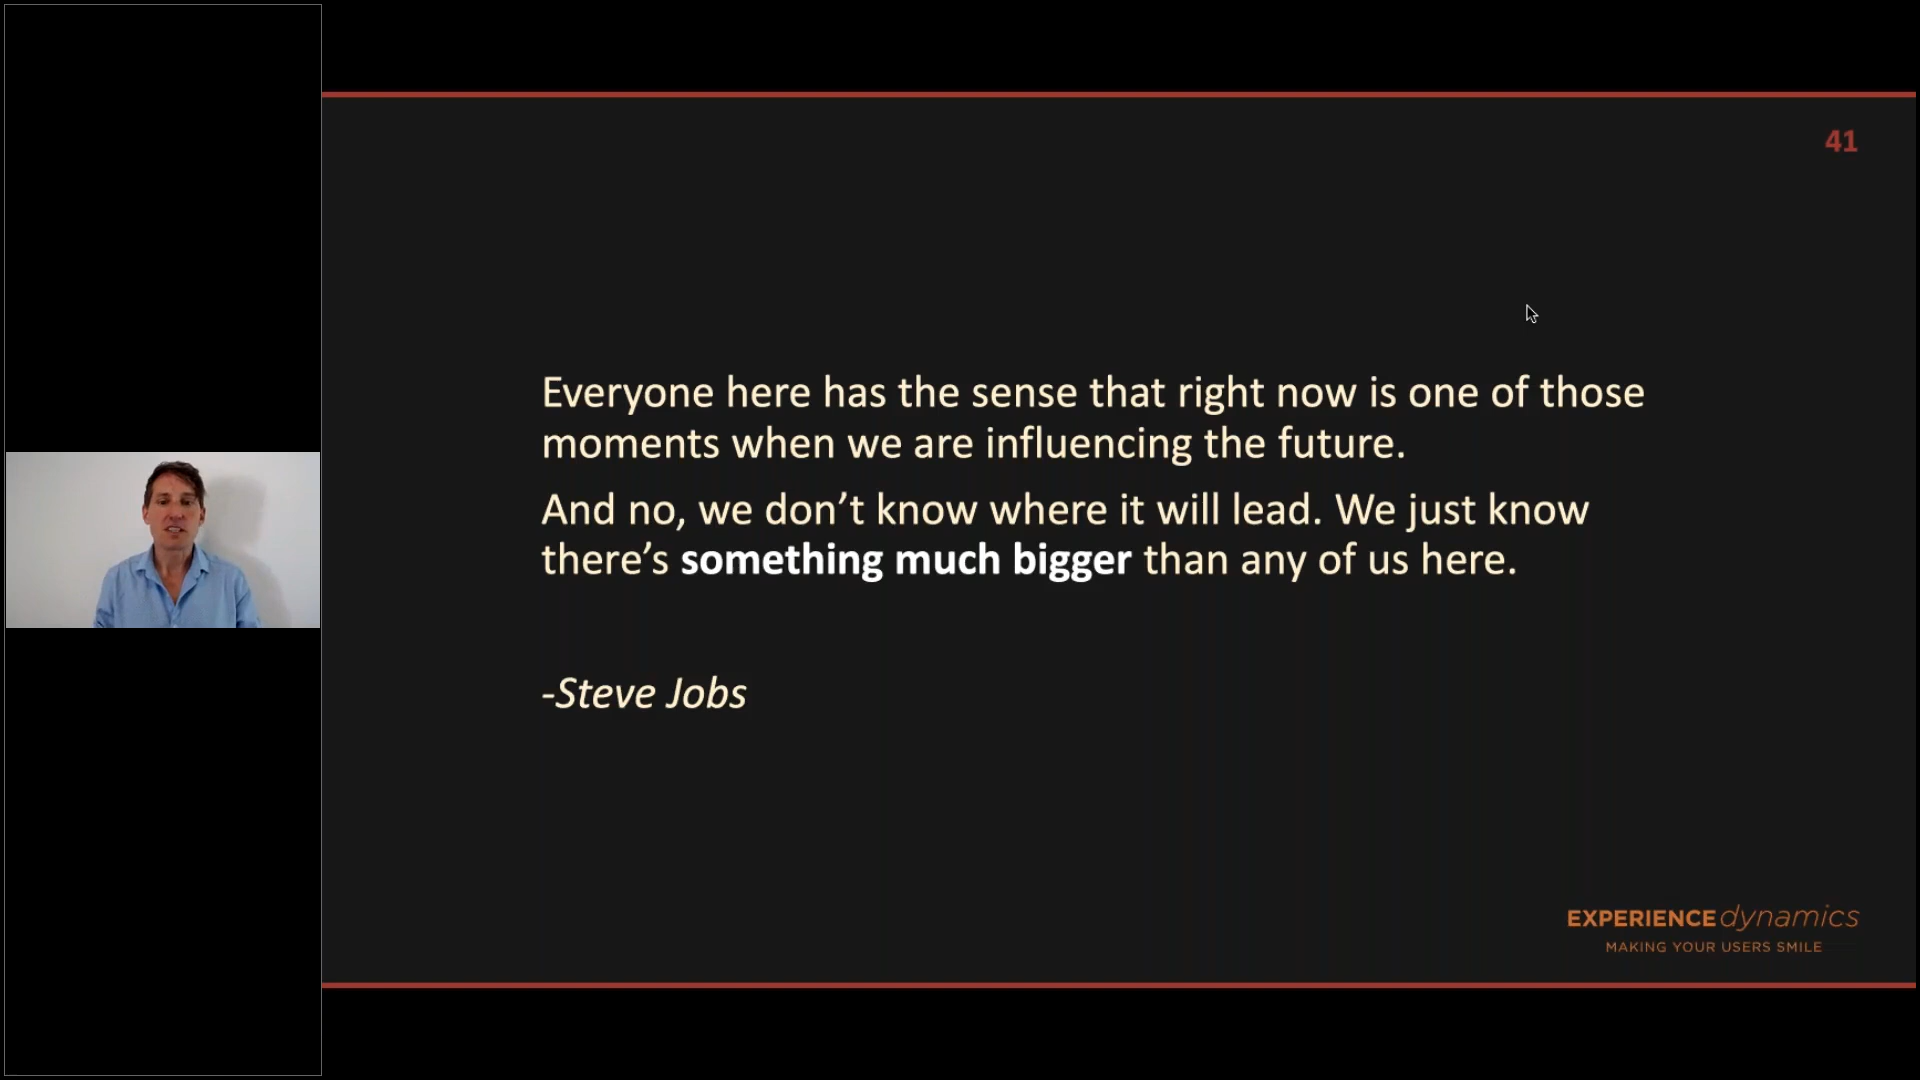 41
Everyone here has the sense that right now is one of those
moments when we are influencing the future.
And no, we don’t know where it will lead. We just know
there’s something much bigger than any of us here.
-Steve Jobs
EXPERIENCE dynamics
MAKING YOUR USERS SMILE